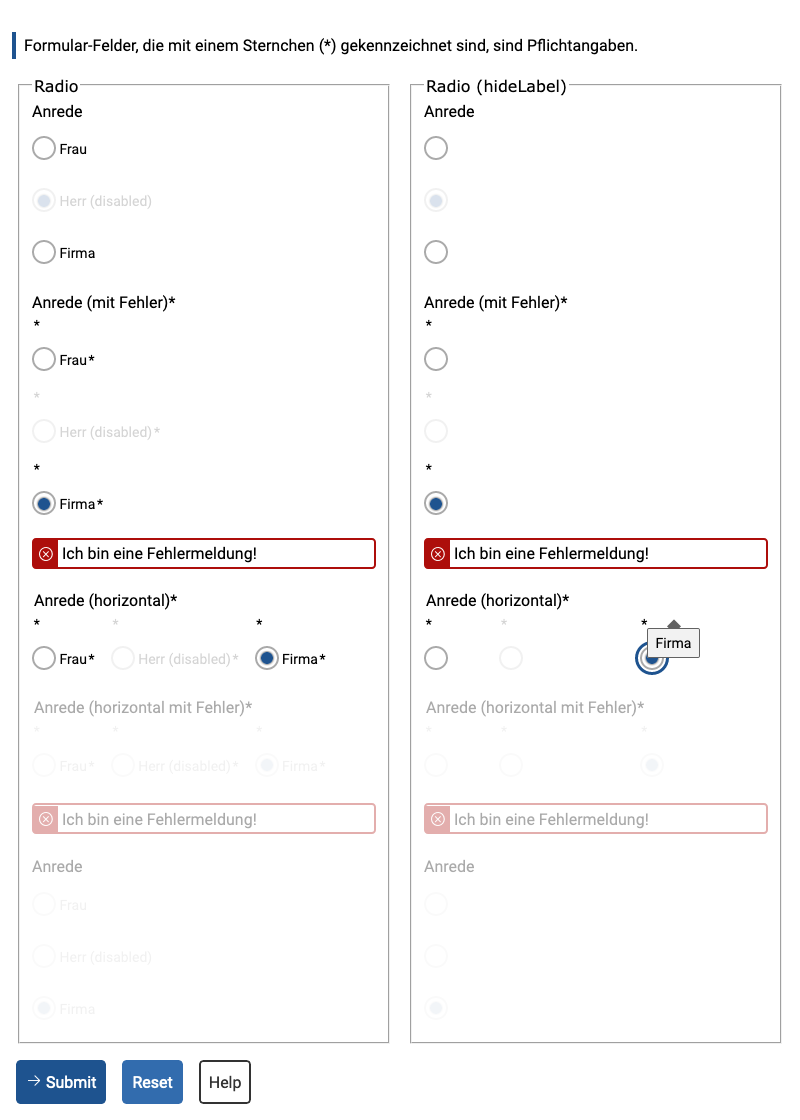 Formular-Felder, die mit einem Sternchen (*) gekennzeichnet sind, sind Pflichtangaben.
Radio
Anrede
Frau
Herr (disabled)
Firma
Anrede (mit Fehler)*
*
Frau*
*
Herr (disabled)*
*
Firma*
Ich bin eine Fehlermeldung!
Anrede (horizontal)*
* * *
Frau* Herr (disabled)* Firma*
Anrede (horizontal mit Fehler)*
* * *
Frau* Herr (disabled)* Firma*
Ich bin eine Fehlermeldung!
Anrede
Frau
Herr (disabled)
Firma
Radio (hideLabel)
Anrede
Anrede (mit Fehler)*
*
*
*
Ich bin eine Fehlermeldung!
Anrede (horizontal)*
* * *
Firma
Anrede (horizontal mit Fehler)*
* * *
Ich bin eine Fehlermeldung!
Anrede
→ Submit Reset Help